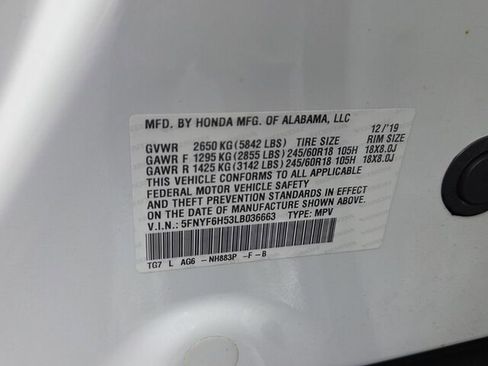 MFD. BY HONDA MFG. OF ALABAMA, LLC
12/'19
GVWR 2650 KG (5842 LBS) TIRE SIZE RIM SIZE
GAWR F 1295 KG (2855 LBS) 245/60R18 105H 18X8.0J
GAWR R 1425 KG (3142 LBS) 245/60R18 105H 18X8.0J
THIS VEHICLE CONFORMS TO ALL APPLICABLE
FEDERAL MOTOR VEHICLE SAFETY
AND THEFT PREVENTION STANDARDS IN EFFECT
ON THE DATE OF MANUFACTURE SHOWN ABOVE.
V.I.N.: 5FNYF6H53LB036663 TYPE: MPV
TG7 L AG6 -NH883P -F -B